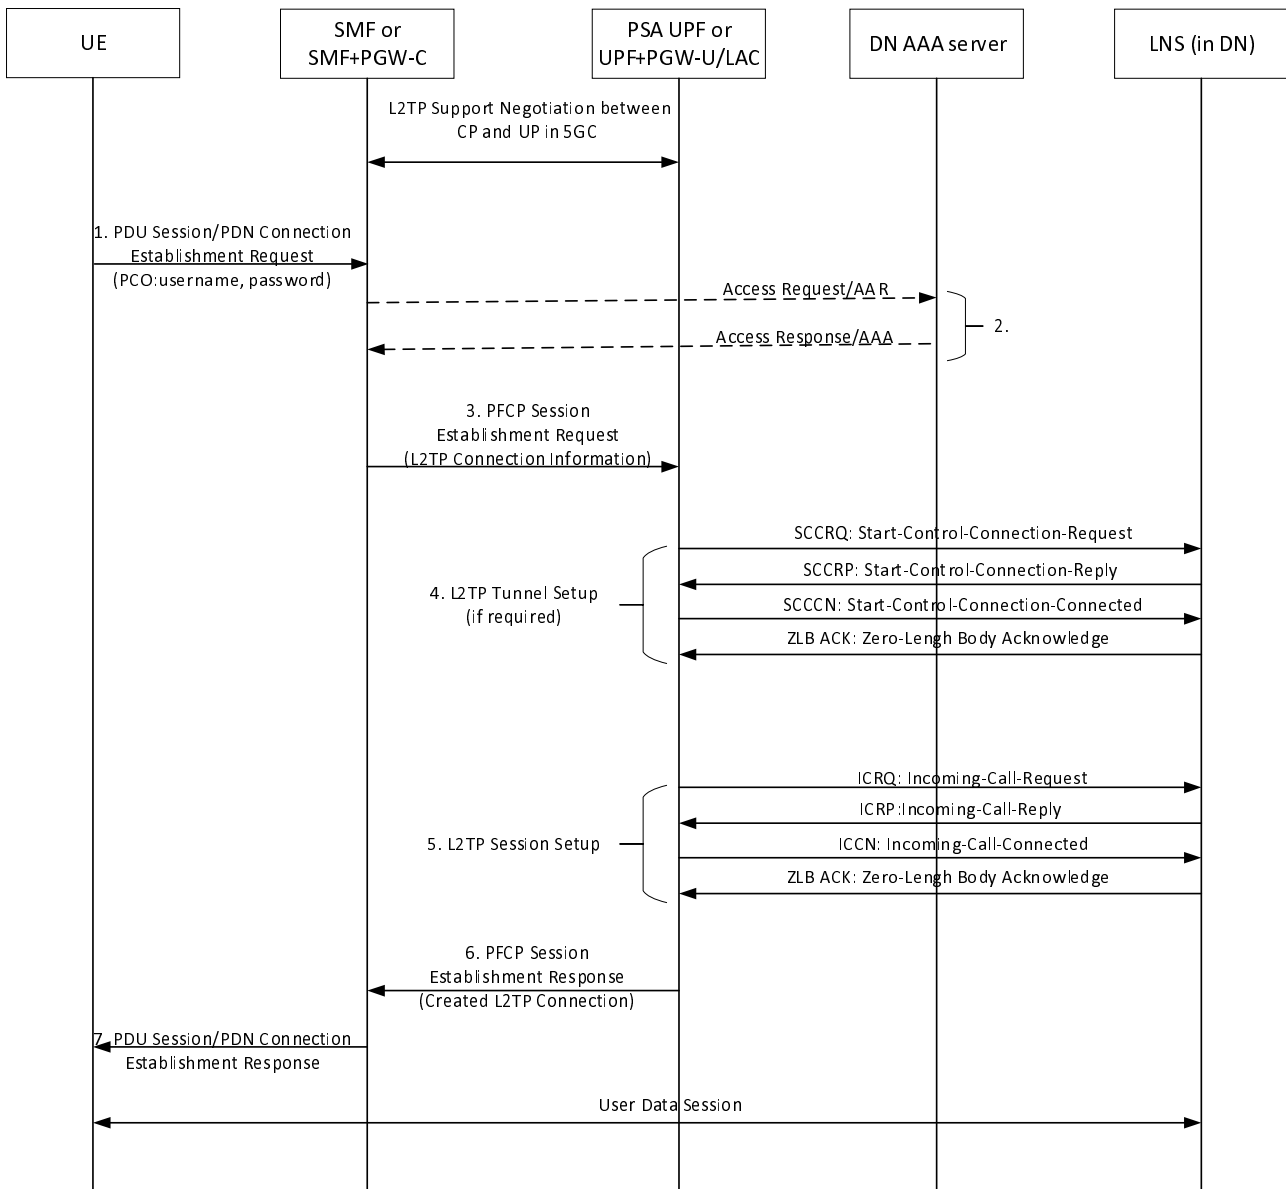 UE
SMF or
SMF+PGW-C
PSA UPF or
UPF+PGW-U/LAC
DN AAA server
LNS (in DN)
L2TP Support Negotiation between
CP and UP in 5GC
1. PDU Session/PDN Connection
Establishment Request
(PCO:username, password)
Access Request/AAR
2.
Access Response/AAA
3. PFCP Session
Establishment Request
(L2TP Connection Information)
SCCRQ: Start-Control-Connection-Request
SCCRP: Start-Control-Connection-Reply
4. L2TP Tunnel Setup
(if required)
SCCCN: Start-Control-Connection-Connected
ZLB ACK: Zero-Lengh Body Acknowledge
ICRQ: Incoming-Call-Request
ICRP:Incoming-Call-Reply
5. L2TP Session Setup
ICCN: Incoming-Call-Connected
ZLB ACK: Zero-Lengh Body Acknowledge
6. PFCP Session
Establishment Response
(Created L2TP Connection)
7. PDU Session/PDN Connection
Establishment Response
User Data Session